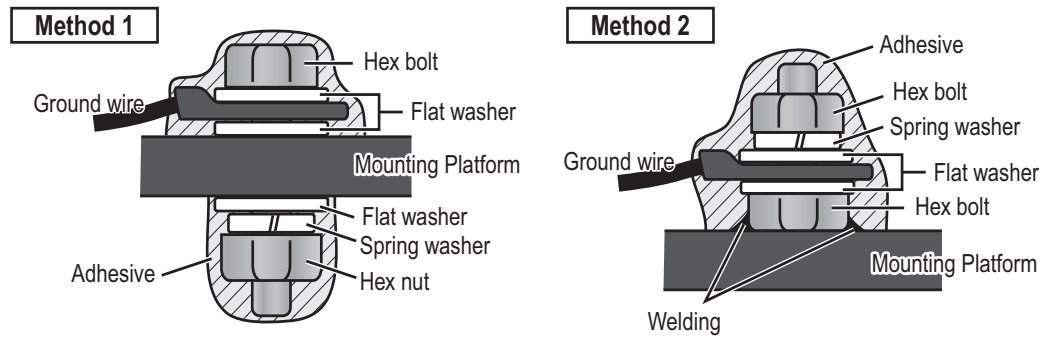 Method 1
Hex bolt
Ground wire
Flat washer
Mounting Platform
Flat washer
Spring washer
Adhesive
Hex nut
Method 2
Adhesive
Hex bolt
Spring washer
Ground wire
Flat washer
Hex bolt
Mounting Platform
Welding